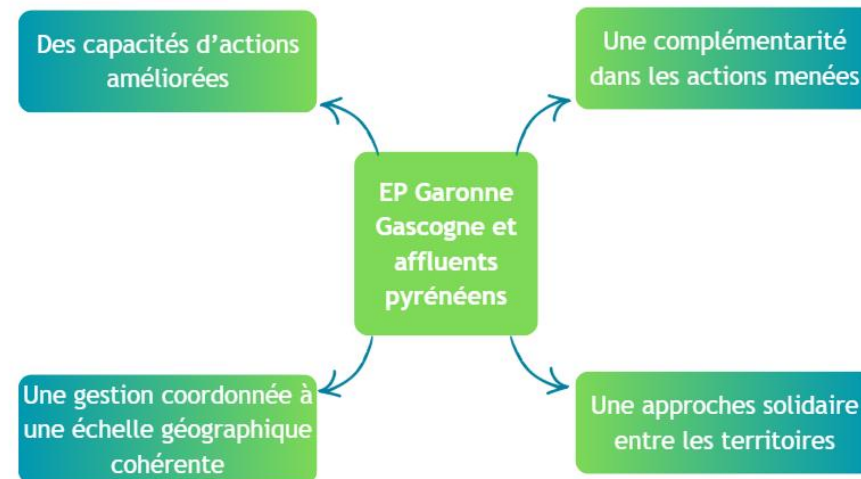 Des capacités d’actions
améliorées
Une complémentarité
dans les actions menées
EP Garonne
Gascogne et
affluents
pyrénéens
Une gestion coordonnée à
une échelle géographique
cohérente
Une approches solidaire
entre les territoires